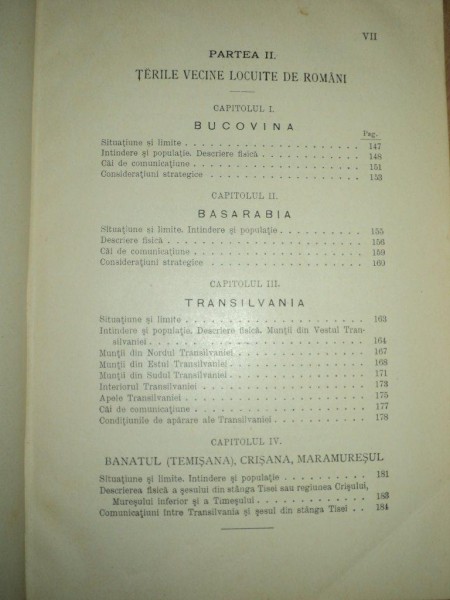 VII
PARTEA II.
ȚĔRILE VECINE LOCUITE DE ROMÂNI
CAPITOLUL I.
BUCOVINA
Pag.
Situațiune și limite . . . . . . . . . . 147
Intindere și populație. Descriere fisică . . . . . . . . . . 148
Căi de comunicațiune . . . . . . . . . . 151
Considerațiuni strategice . . . . . . . . . . 153
CAPITOLUL II.
BASARABIA
Situațiune și limite. Intindere și populație . . . . . . . . . . 155
Descriere fisică . . . . . . . . . . 156
Căi de comunicațiune . . . . . . . . . . 159
Considerațiuni strategice . . . . . . . . . . 160
CAPITOLUL III.
TRANSILVANIA
Situațiune și limite . . . . . . . . . . 163
Intindere și populație. Descriere fisică. Munții din Vestul Tran-
silvaniei . . . . . . . . . . 164
Munții din Nordul Transilvaniei . . . . . . . . . . 167
Munții din Estul Transilvaniei . . . . . . . . . . 168
Munții din Sudul Transilvaniei . . . . . . . . . . 171
Interiorul Transilvaniei . . . . . . . . . . 173
Apele Transilvaniei . . . . . . . . . . 175
Căi de comunicațiune . . . . . . . . . . 177
Condițiunile de apărare ale Transilvaniei . . . . . . . . . . 178
CAPITOLUL IV.
BANATUL (TEMIȘANA), CRIȘANA, MARAMUREȘUL
Situațiune și limite. Intindere și populație . . . . . . . . . . 181
Descrierea fisică a șesului din stânga Tisei sau regiunea Crișului,
Mureșului inferior și a Timeșului . . . . . . . . . . 183
Comunicațiuni între Transilvania și șesul din stânga Tisei . . 184